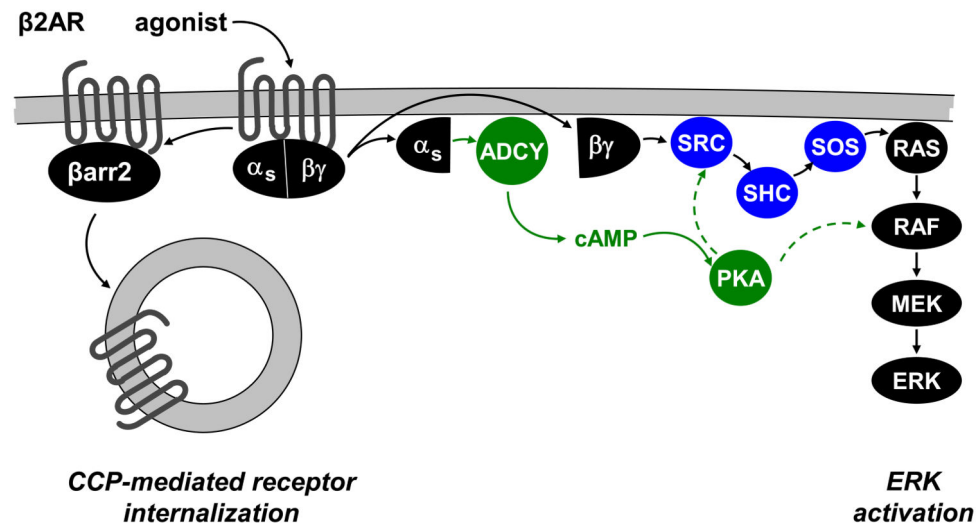 β2AR
agonist
βarr2
αs
βγ
αs
ADCY
βγ
SRC
SHC
SOS
RAS
cAMP
PKA
RAF
MEK
ERK
CCP-mediated receptor
internalization
ERK
activation